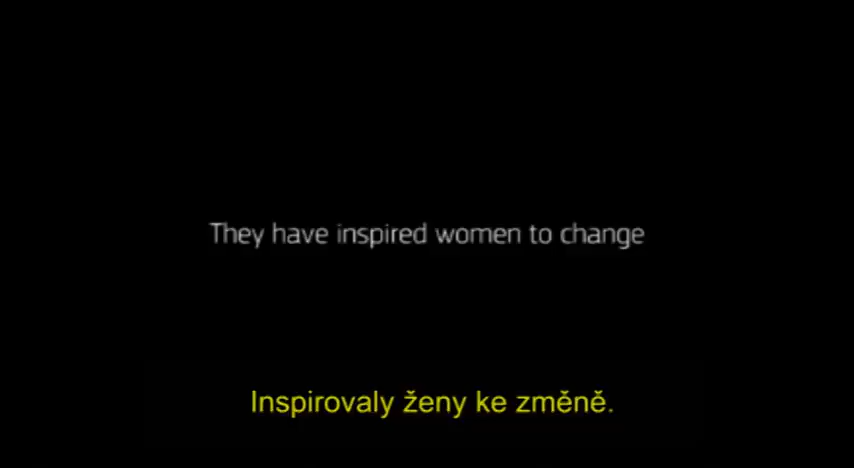 They have inspired women to change
Inspirovaly ženy ke změně.